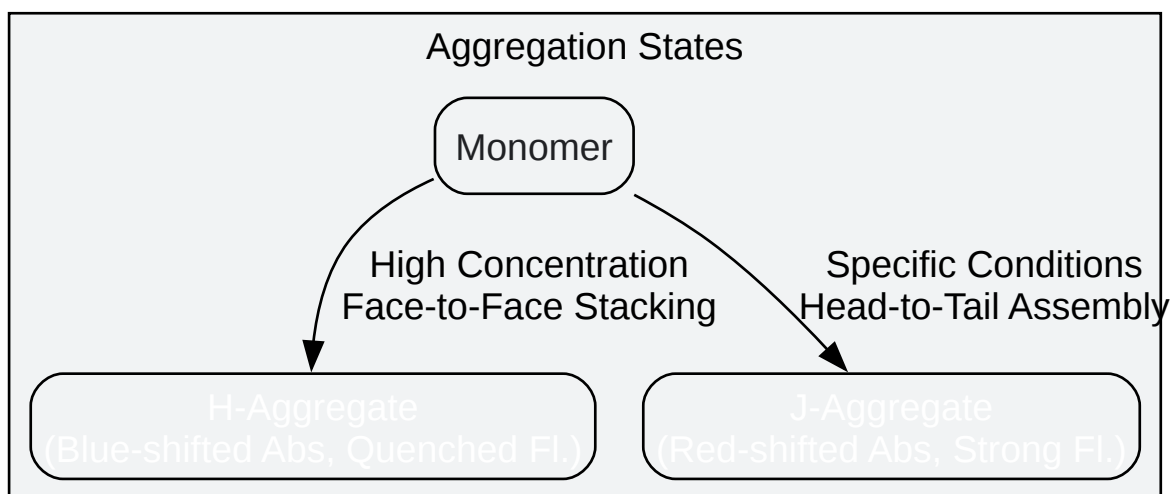 Aggregation States
Monomer
High Concentration
Face-to-Face Stacking
Specific Conditions
Head-to-Tail Assembly
H-Aggregate
(Blue-shifted Abs, Quenched Fl.)
J-Aggregate
(Red-shifted Abs, Strong Fl.)